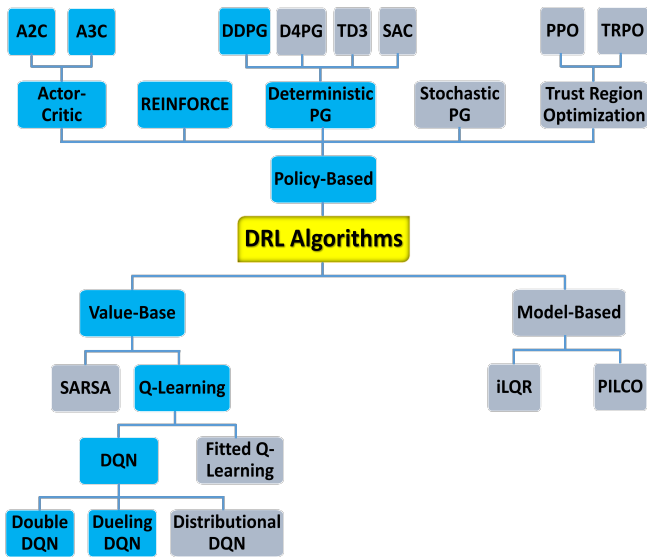 A2C
A3C
DDPG
D4PG
TD3
SAC
PPO
TRPO
Actor-
Critic
REINFORCE
Deterministic
PG
Stochastic
PG
Trust Region
Optimization
Policy-Based
DRL Algorithms
Value-Base
Model-Based
SARSA
Q-Learning
iLQR
PILCO
DQN
Fitted Q-
Learning
Double
DQN
Dueling
DQN
Distributional
DQN